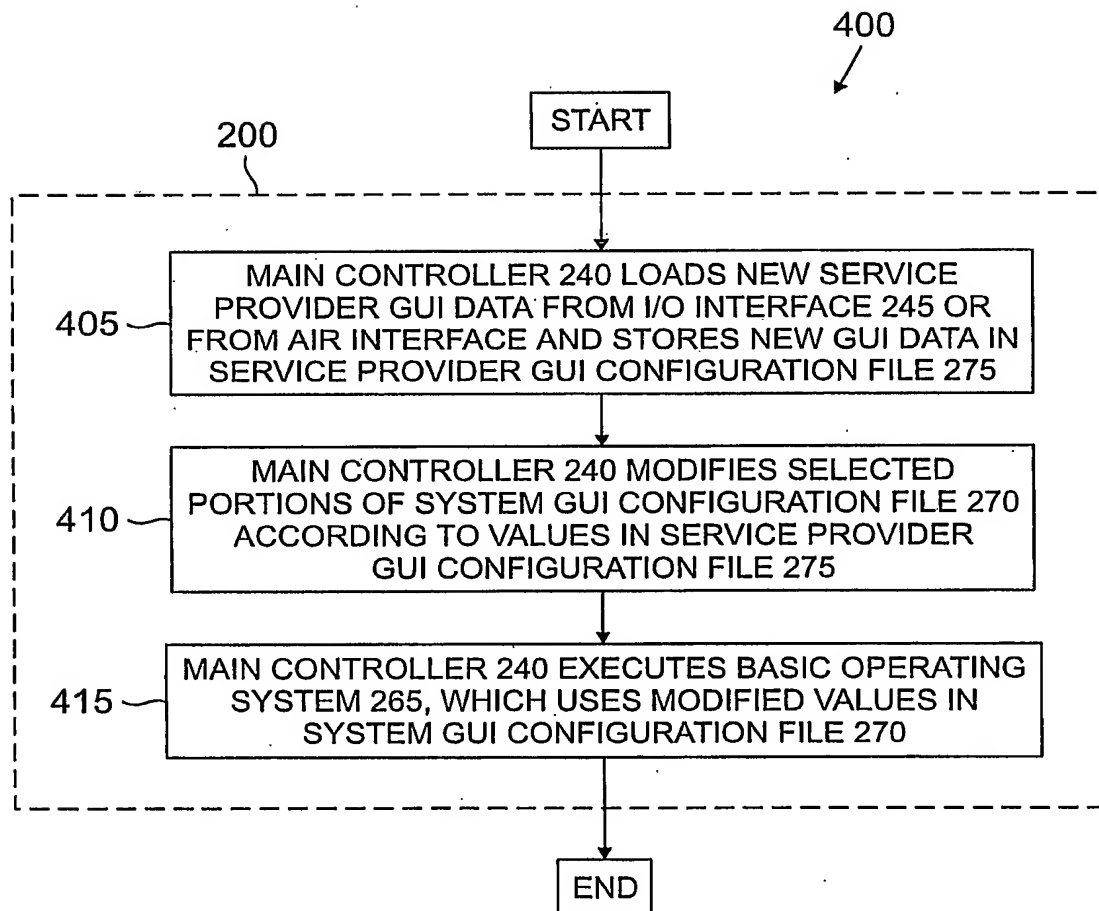 400
START
200
405
MAIN CONTROLLER 240 LOADS NEW SERVICE
PROVIDER GUI DATA FROM I/O INTERFACE 245 OR
FROM AIR INTERFACE AND STORES NEW GUI DATA IN
SERVICE PROVIDER GUI CONFIGURATION FILE 275
410
MAIN CONTROLLER 240 MODIFIES SELECTED
PORTIONS OF SYSTEM GUI CONFIGURATION FILE 270
ACCORDING TO VALUES IN SERVICE PROVIDER
GUI CONFIGURATION FILE 275
415
MAIN CONTROLLER 240 EXECUTES BASIC OPERATING
SYSTEM 265, WHICH USES MODIFIED VALUES IN
SYSTEM GUI CONFIGURATION FILE 270
END